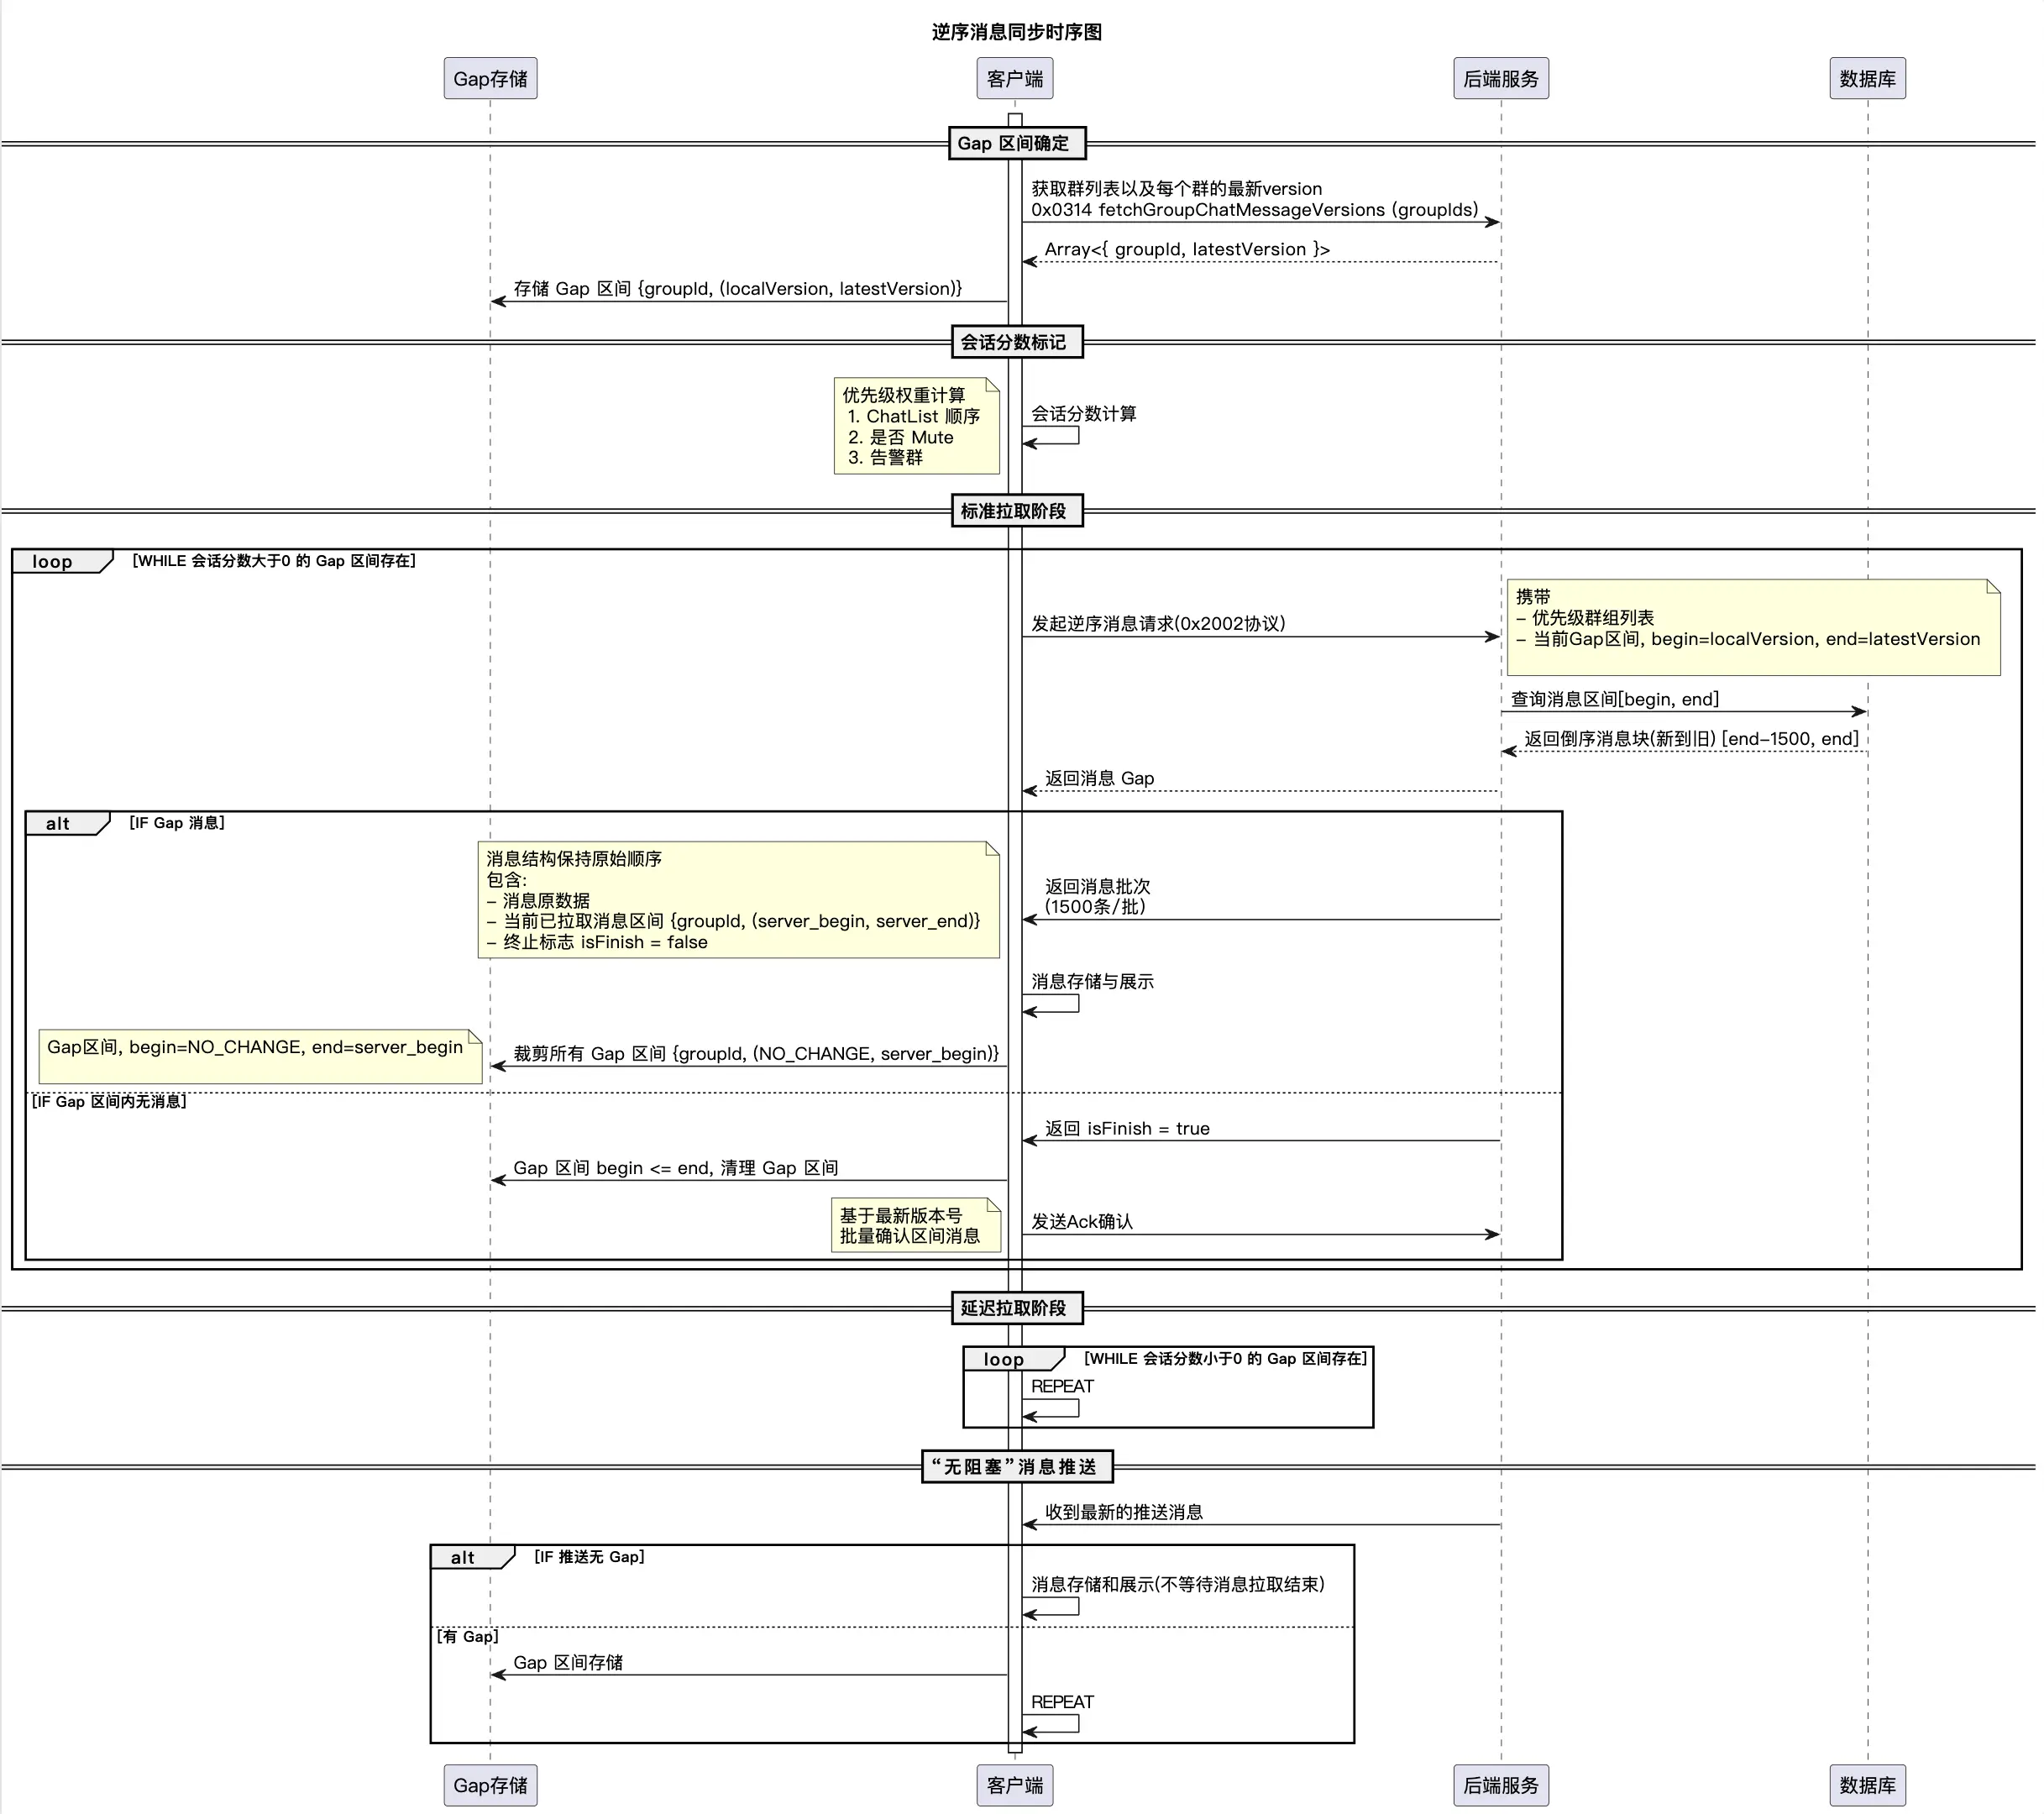 逆序消息同步时序图
Gap存储
客户端
后端服务
数据库
Gap 区间确定
获取群列表以及每个群的最新version
0x0314 fetchGroupChatMessageVersions (groupIds)
Array<{ groupId, latestVersion }>
存储 Gap 区间 {groupId, (localVersion, latestVersion)}
会话分数标记
优先级权重计算
1. ChatList 顺序
2. 是否 Mute
3. 告警群
会话分数计算
标准拉取阶段
loop
[WHILE 会话分数大于0 的 Gap 区间存在]
发起逆序消息请求(0x2002协议)
携带
– 优先级群组列表
– 当前Gap区间, begin=localVersion, end=latestVersion
查询消息区间[begin, end]
返回倒序消息块(新到旧) [end–1500, end]
返回消息 Gap
alt
[IF Gap 消息]
消息结构保持原始顺序
包含:
– 消息原数据
– 当前已拉取消息区间 {groupId, (server_begin, server_end)}
– 终止标志 isFinish = false
返回消息批次
(1500条/批)
消息存储与展示
Gap区间, begin=NO_CHANGE, end=server_begin
裁剪所有 Gap 区间 {groupId, (NO_CHANGE, server_begin)}
[IF Gap 区间内无消息]
返回 isFinish = true
Gap 区间 begin <= end, 清理 Gap 区间
基于最新版本号
批量确认区间消息
发送Ack确认
延迟拉取阶段
loop
[WHILE 会话分数小于0 的 Gap 区间存在]
REPEAT
“无阻塞”消息推送
收到最新的推送消息
alt
[IF 推送无 Gap]
消息存储和展示(不等待消息拉取结束)
[有 Gap]
Gap 区间存储
REPEAT
Gap存储
客户端
后端服务
数据库